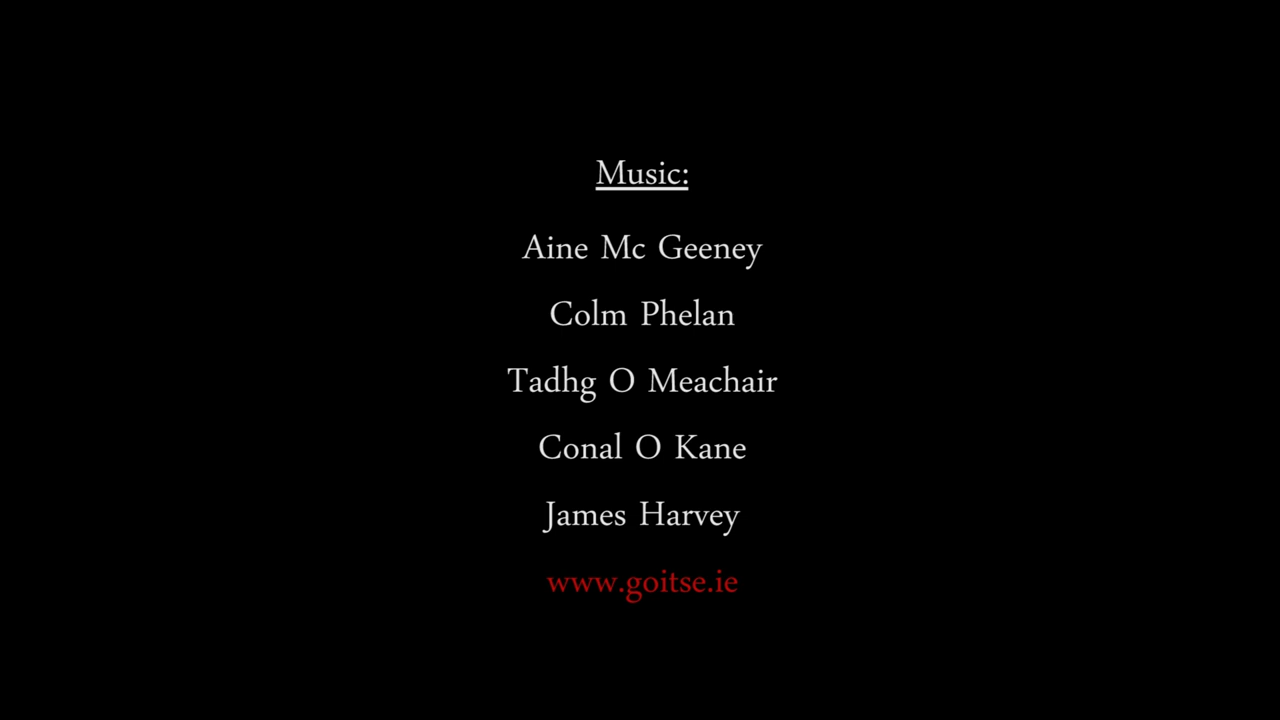 Music:
Aine Mc Geeney
Colm Phelan
Tadhg O Meachair
Conal O Kane
James Harvey
www.goitse.ie